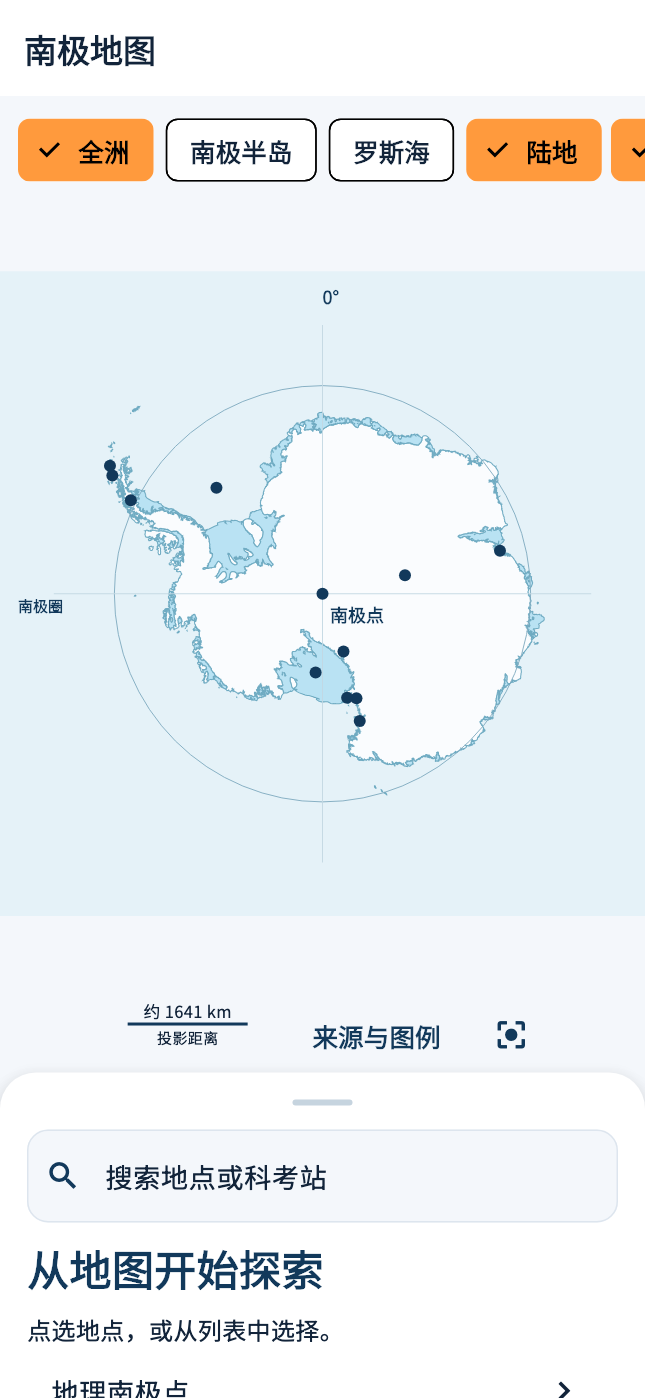 南极地图
全洲
南极半岛
罗斯海
陆地
0°
南极圈
南极点
约 1641 km
投影距离
来源与图例
搜索地点或科考站
从地图开始探索
点选地点，或从列表中选择。
地理南极点